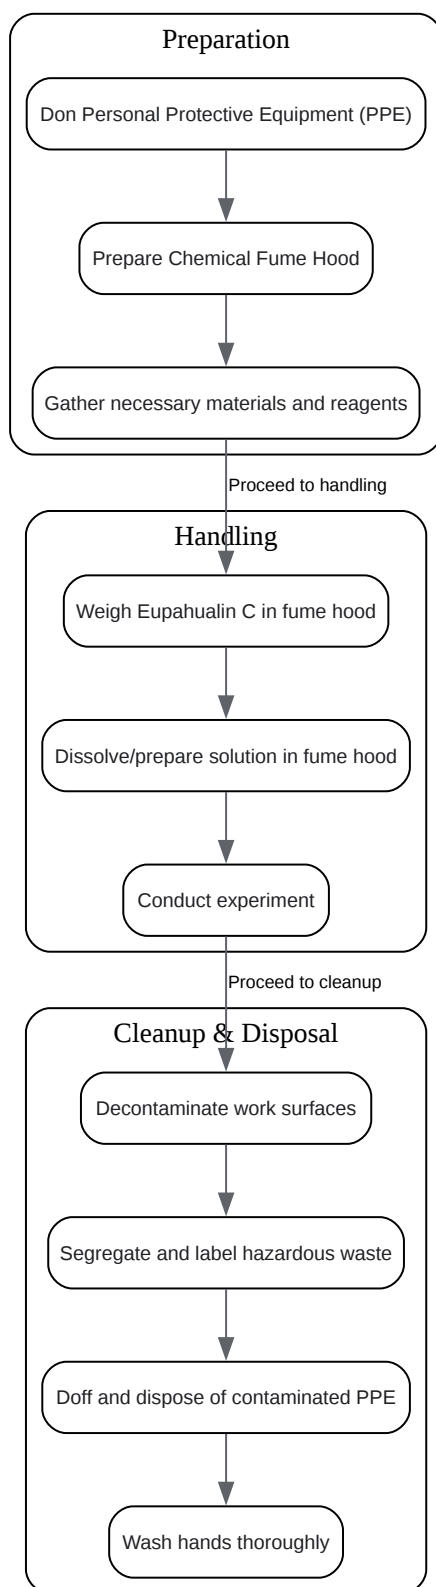 Preparation
Don Personal Protective Equipment (PPE)
Prepare Chemical Fume Hood
Gather necessary materials and reagents
Proceed to handling
Handling
Weigh Eupahualin C in fume hood
Dissolve/prepare solution in fume hood
Conduct experiment
Proceed to cleanup
Cleanup & Disposal
Decontaminate work surfaces
Segregate and label hazardous waste
Doff and dispose of contaminated PPE
Wash hands thoroughly